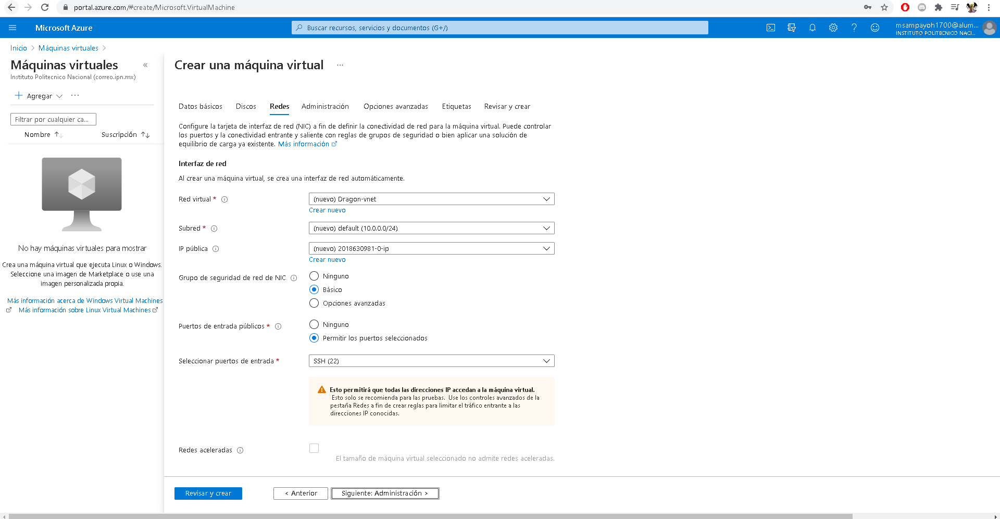 portal.azure.com/#create/Microsoft.VirtualMachine
Microsoft Azure
Buscar recursos, servicios y documentos (G+/)
msampayoh1700@alum...
INSTITUTO POLITECNICO NACI...
Inicio > Máquinas virtuales >
Máquinas virtuales «
Instituto Politecnico Nacional (correo.ipn.mx)
+ Agregar ...
Filtrar por cualquier ca...
Nombre ↑↓ Suscripción ↑↓
No hay máquinas virtuales para mostrar
Crea una máquina virtual que ejecuta Linux o Windows.
Seleccione una imagen de Marketplace o use una
imagen personalizada propia.
Más información acerca de Windows Virtual Machines
Más información sobre Linux Virtual Machines
Crear una máquina virtual ...
Datos básicos Discos Redes Administración Opciones avanzadas Etiquetas Revisar y crear
Configure la tarjeta de interfaz de red (NIC) a fin de definir la conectividad de red para la máquina virtual. Puede controlar
los puertos y la conectividad entrante y saliente con reglas de grupos de seguridad o bien aplicar una solución de
equilibrio de carga ya existente. Más información
Interfaz de red
Al crear una máquina virtual, se crea una interfaz de red automáticamente.
Red virtual * (nuevo) Dragon-vnet
Crear nuevo
Subred * (nuevo) default (10.0.0.0/24)
IP pública (nuevo) 2018630981-0-ip
Crear nuevo
Grupo de seguridad de red de NIC
Ninguno
Básico
Opciones avanzadas
Puertos de entrada públicos *
Ninguno
Permitir los puertos seleccionados
Seleccionar puertos de entrada * SSH (22)
Esto permitirá que todas las direcciones IP accedan a la máquina virtual.
Esto solo se recomienda para las pruebas. Use los controles avanzados de la
pestaña Redes a fin de crear reglas para limitar el tráfico entrante a las
direcciones IP conocidas.
Redes aceleradas
El tamaño de máquina virtual seleccionado no admite redes aceleradas.
Revisar y crear < Anterior Siguiente: Administración >